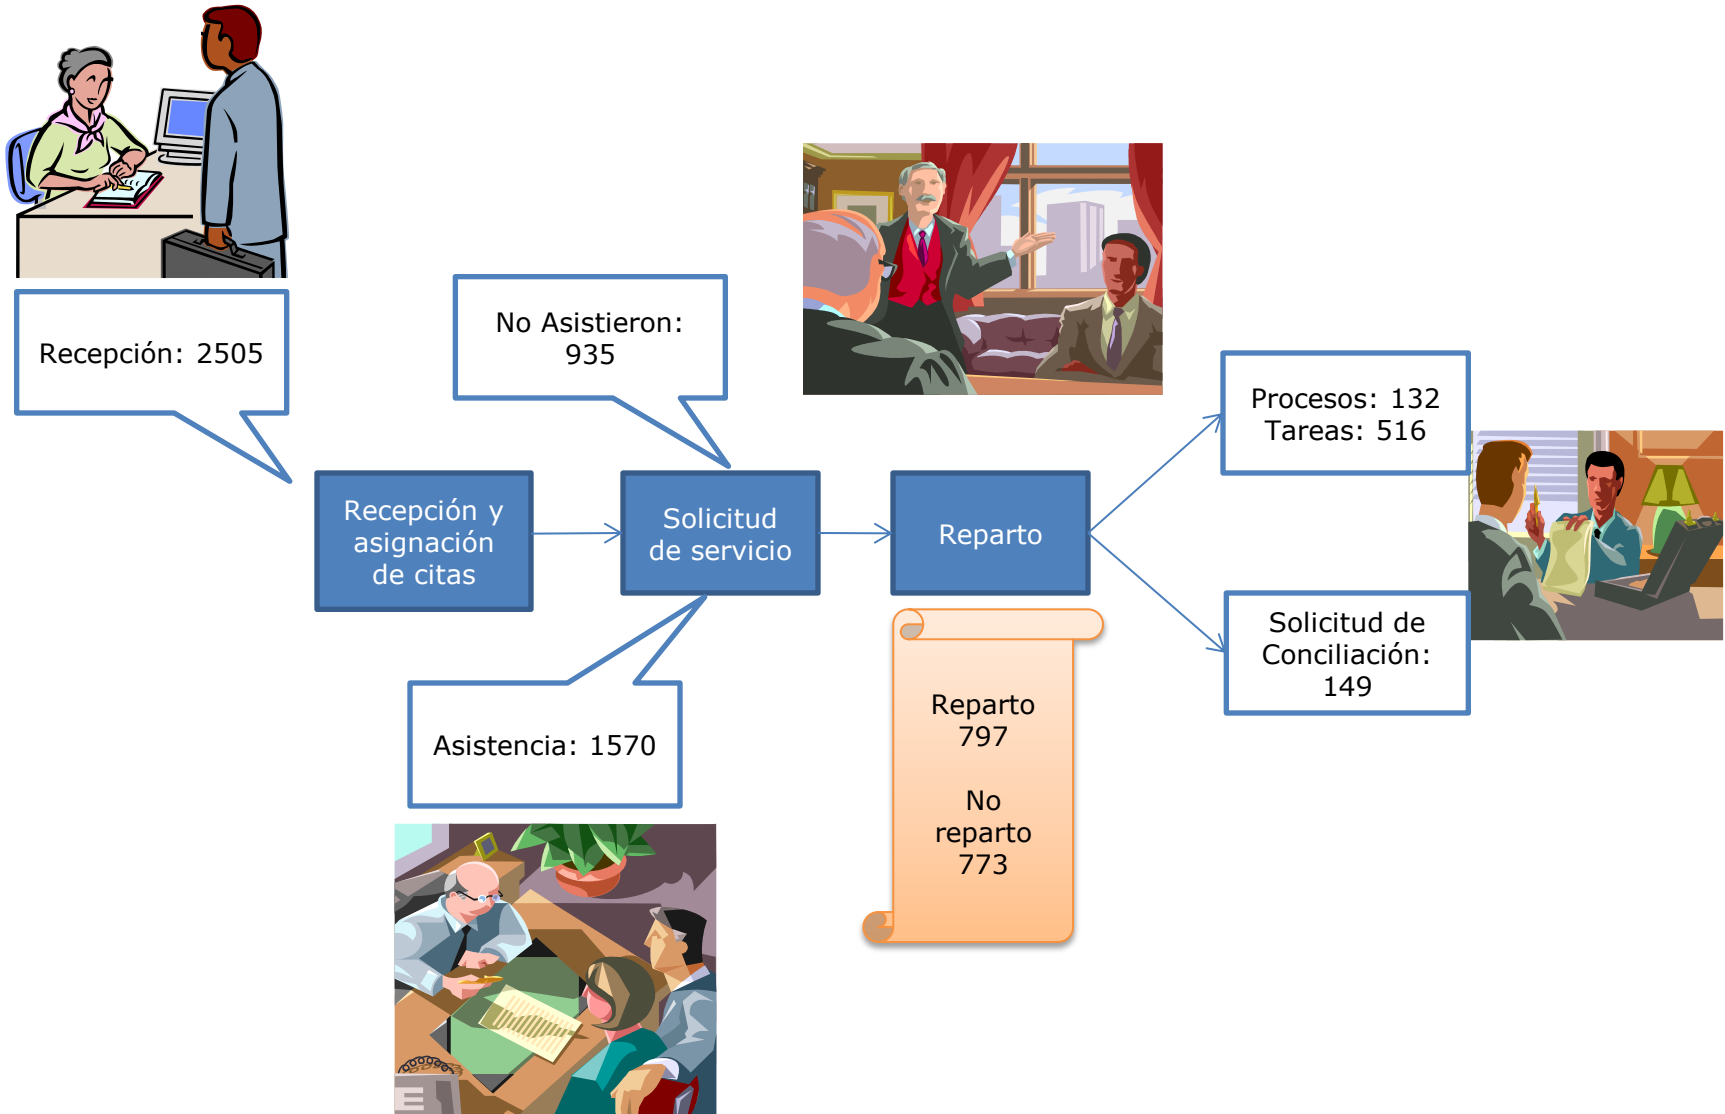 Recepción: 2505
No Asistieron:
935
Procesos: 132
Tareas: 516
Recepción y
asignación
de citas
Solicitud
de servicio
Reparto
Solicitud de
Conciliación:
149
Asistencia: 1570
Reparto
797
No
reparto
773